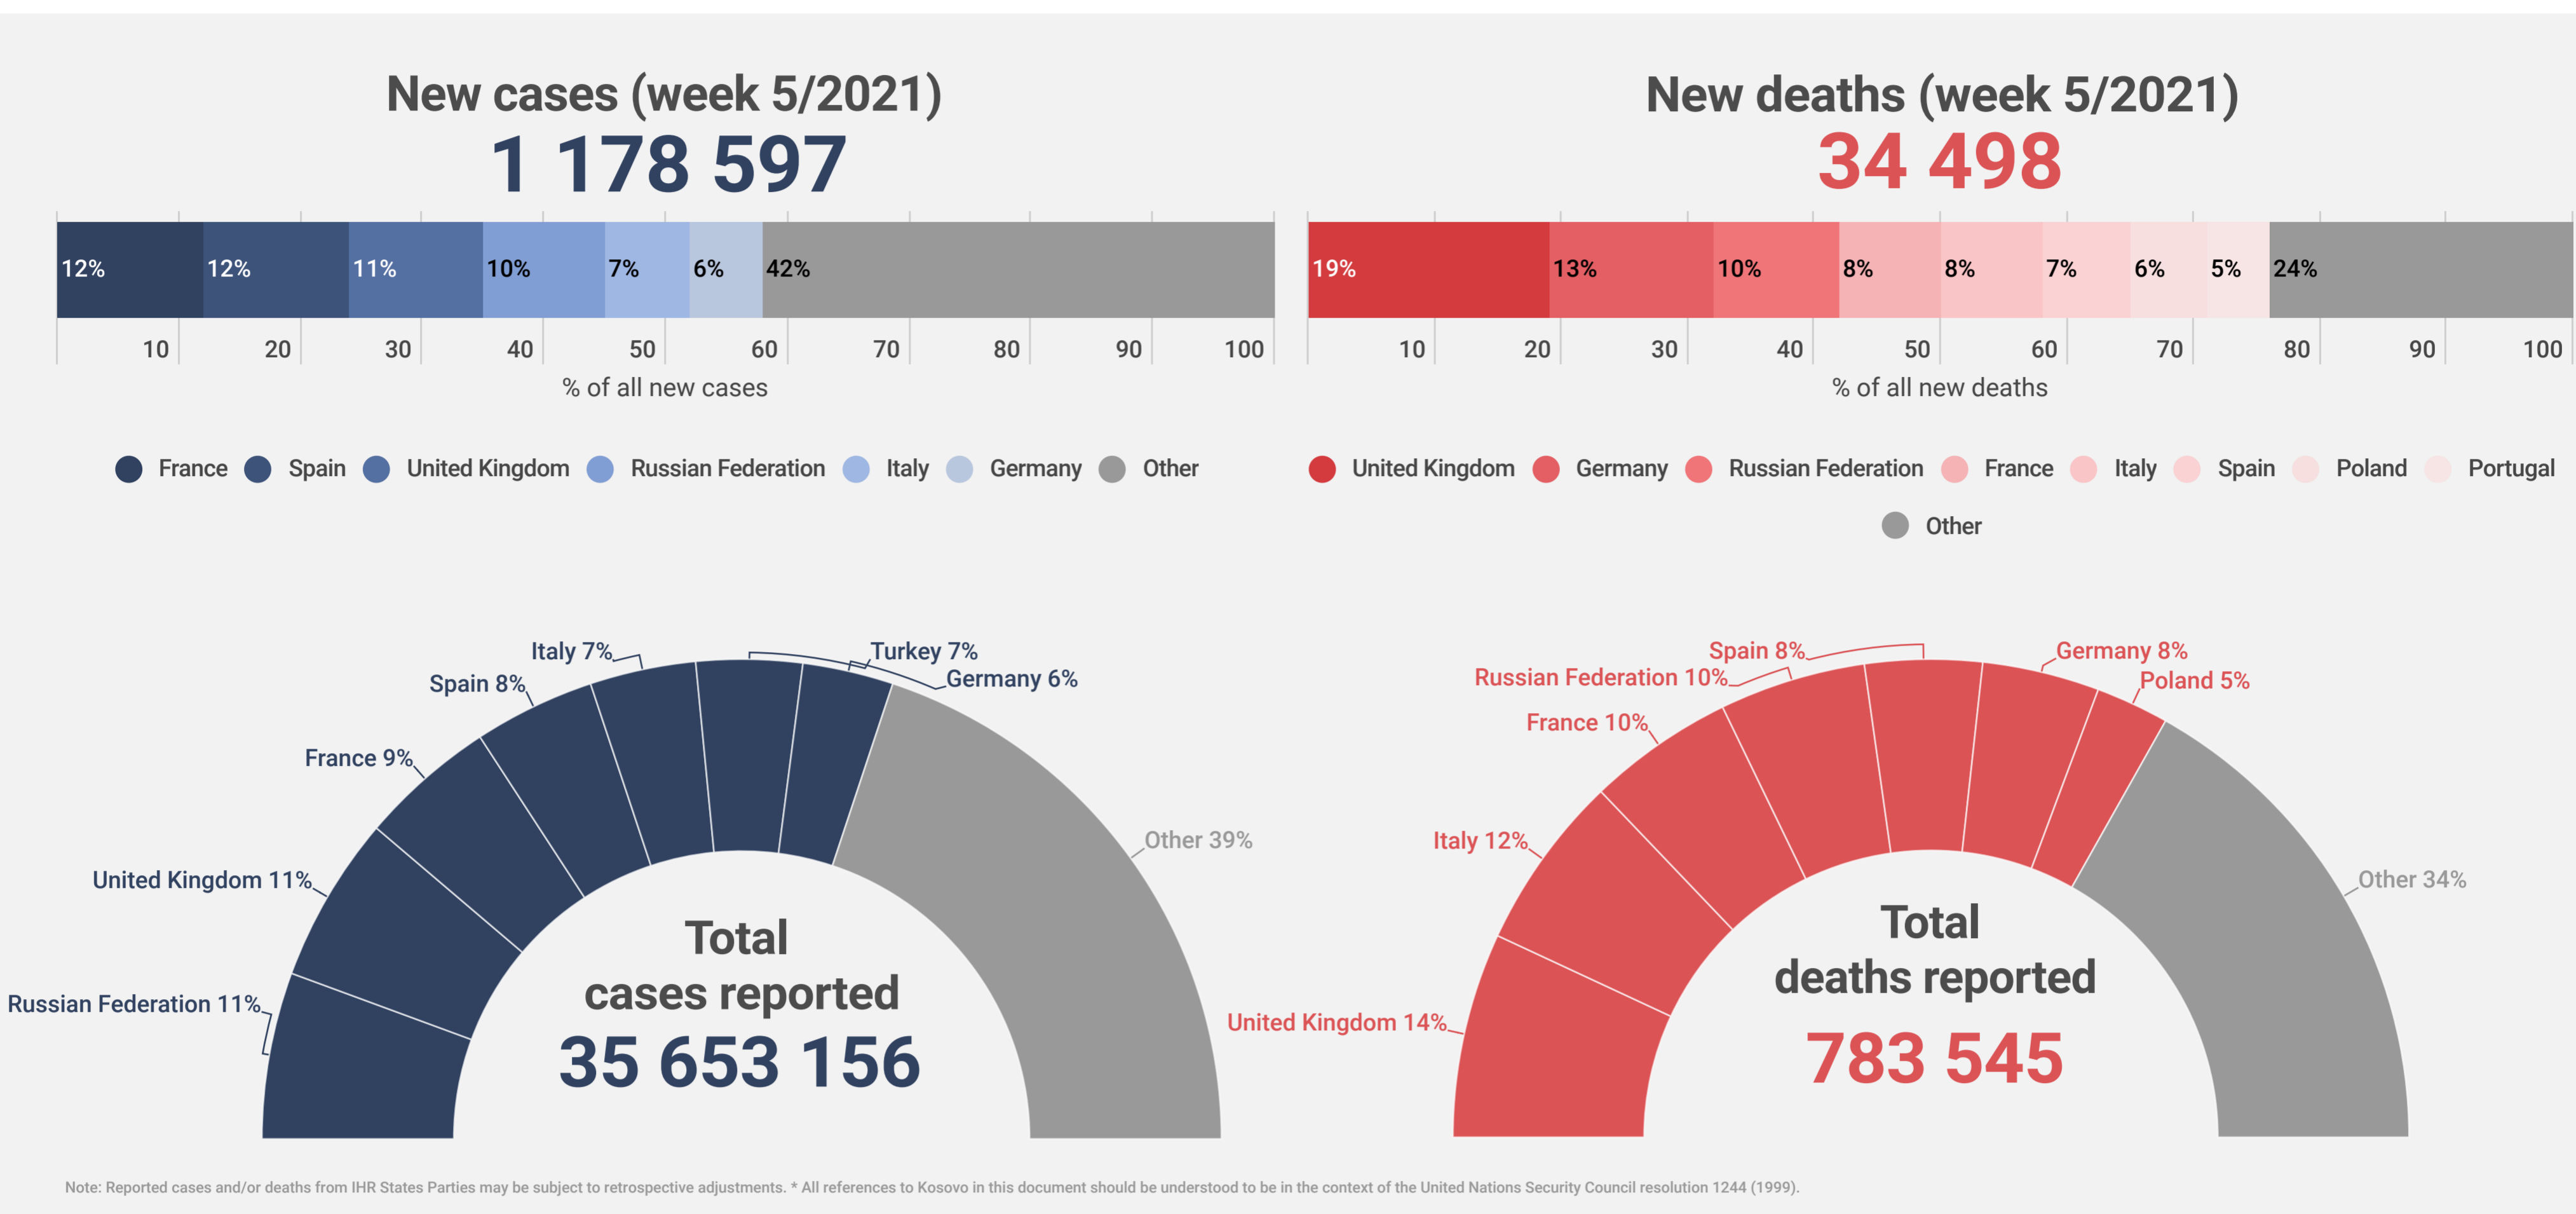 New cases (week 5/2021)
1 178 597
12% 12% 11% 10% 7% 6% 42%
10 20 30 40 50 60 70 80 90 100
% of all new cases
France Spain United Kingdom Russian Federation Italy Germany Other
New deaths (week 5/2021)
34 498
19% 13% 10% 8% 8% 7% 6% 5% 24%
10 20 30 40 50 60 70 80 90 100
% of all new deaths
United Kingdom Germany Russian Federation France Italy Spain Poland Portugal
Other
Russian Federation 11%
United Kingdom 11%
France 9%
Spain 8%
Italy 7%
Turkey 7%
Germany 6%
Other 39%
Total
cases reported
35 653 156
United Kingdom 14%
Italy 12%
France 10%
Russian Federation 10%
Spain 8%
Germany 8%
Poland 5%
Other 34%
Total
deaths reported
783 545
Note: Reported cases and/or deaths from IHR States Parties may be subject to retrospective adjustments. * All references to Kosovo in this document should be understood to be in the context of the United Nations Security Council resolution 1244 (1999).